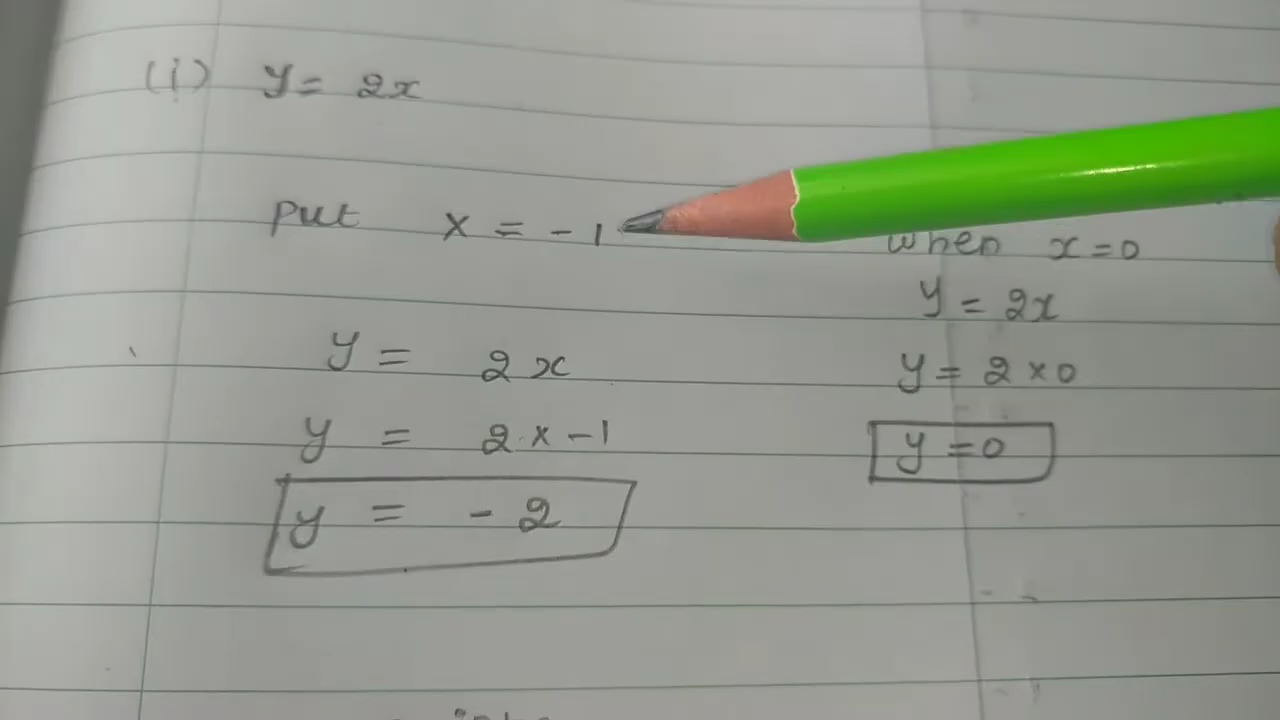 (i) y = 2x
put x = -1
y = 2x
y = 2 x -1
y = -2
when x=0
y = 2x
y = 2 x 0
y = 0